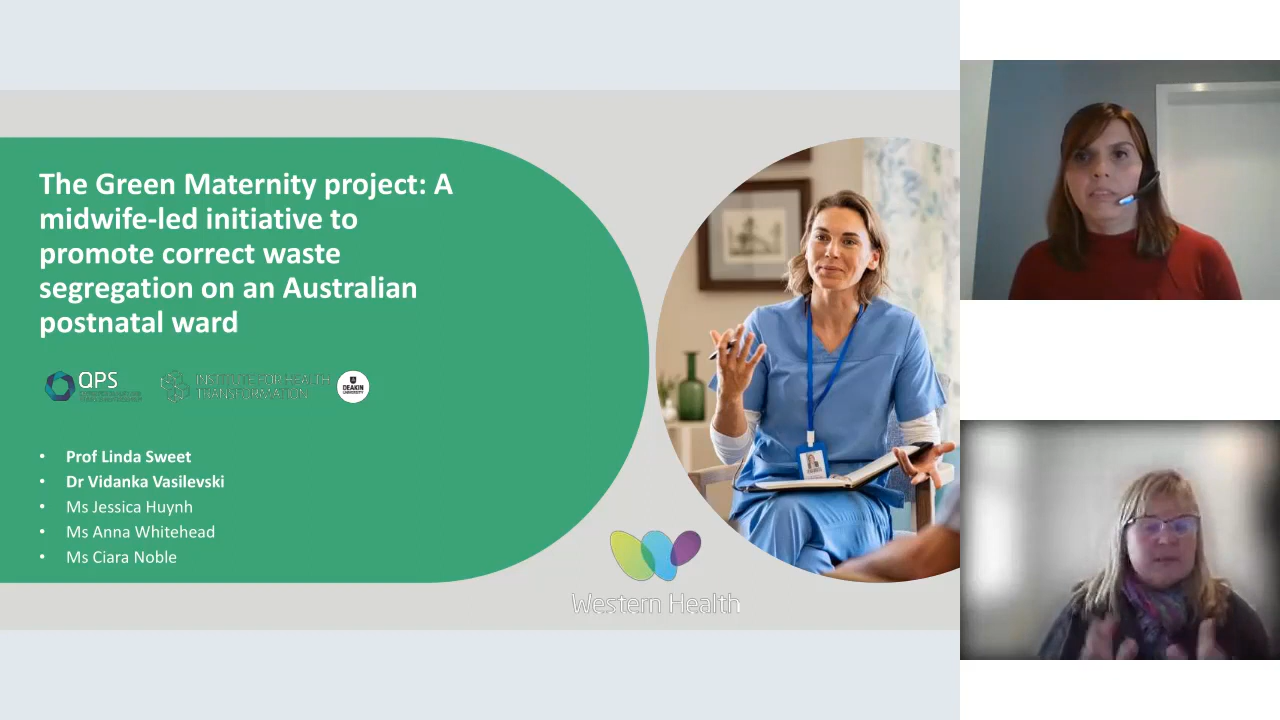 The Green Maternity project: A
midwife-led initiative to
promote correct waste
segregation on an Australian
postnatal ward
QPS
INSTITUTE FOR HEALTH
TRANSFORMATION
DEAKIN
UNIVERSITY
• Prof Linda Sweet
• Dr Vidanka Vasilevski
• Ms Jessica Huynh
• Ms Anna Whitehead
• Ms Ciara Noble
Western Health